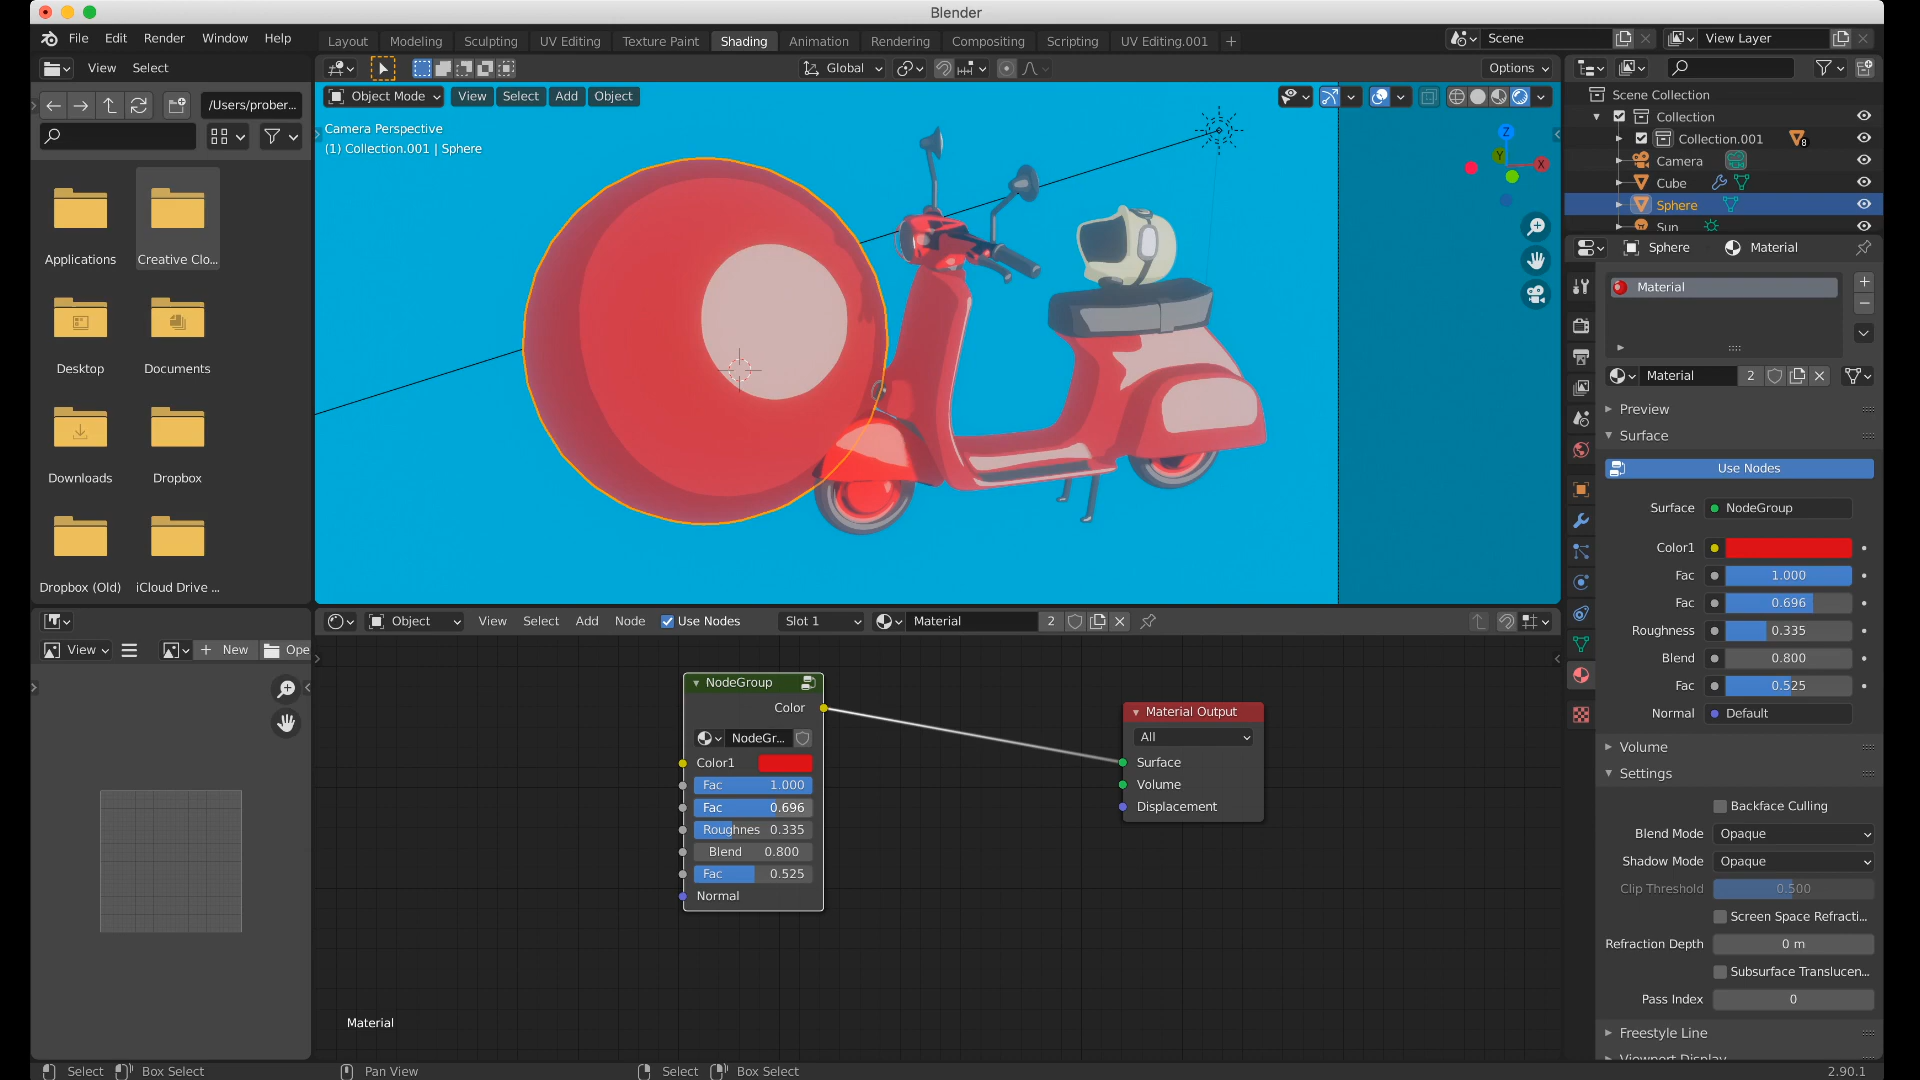 Blender
File Edit Render Window Help
Layout Modeling Sculpting UV Editing Texture Paint Shading Animation Rendering Compositing Scripting UV Editing.001 +
Scene
View Layer
View Select
Global
Options
/Users/prober...
Object Mode View Select Add Object
Camera Perspective
(1) Collection.001 | Sphere
Z
Y
X
Applications
Creative Clo...
Desktop
Documents
Downloads
Dropbox
Dropbox (Old)
iCloud Drive ...
Scene Collection
Collection
Collection.001
8
Camera
Cube
Sphere
Sun
Sphere
Material
Material
Material 2
Preview
Surface
Use Nodes
Surface NodeGroup
Color1
Fac 1.000
Fac 0.696
Roughness 0.335
Blend 0.800
Fac 0.525
Normal Default
Volume
Settings
Backface Culling
Blend Mode Opaque
Shadow Mode Opaque
Clip Threshold 0.500
Screen Space Refracti...
Refraction Depth 0 m
Subsurface Translucen...
Pass Index 0
Freestyle Line
Viewport Display
Object View Select Add Node Use Nodes Slot 1 Material 2
View
+ New Ope
NodeGroup
Color
NodeGr...
Color1
Fac 1.000
Fac 0.696
Roughnes 0.335
Blend 0.800
Fac 0.525
Normal
Material Output
All
Surface
Volume
Displacement
Material
Select Box Select Pan View Select Box Select 2.90.1